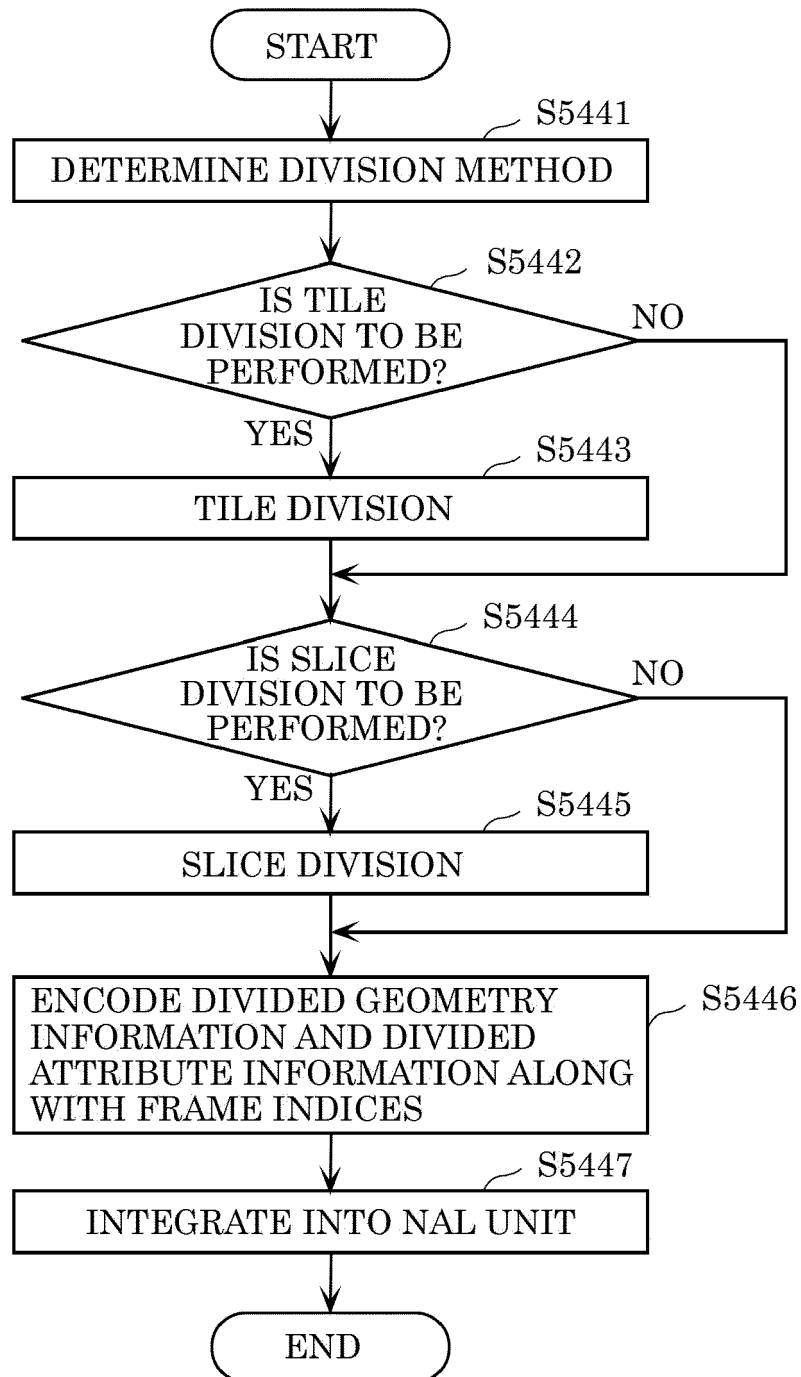 START
S5441
DETERMINE DIVISION METHOD
S5442
IS TILE
DIVISION TO BE
PERFORMED?
NO
YES
S5443
TILE DIVISION
S5444
IS SLICE
DIVISION TO BE
PERFORMED?
NO
YES
S5445
SLICE DIVISION
ENCODE DIVIDED GEOMETRY
INFORMATION AND DIVIDED
ATTRIBUTE INFORMATION ALONG
WITH FRAME INDICES
S5446
S5447
INTEGRATE INTO NAL UNIT
END